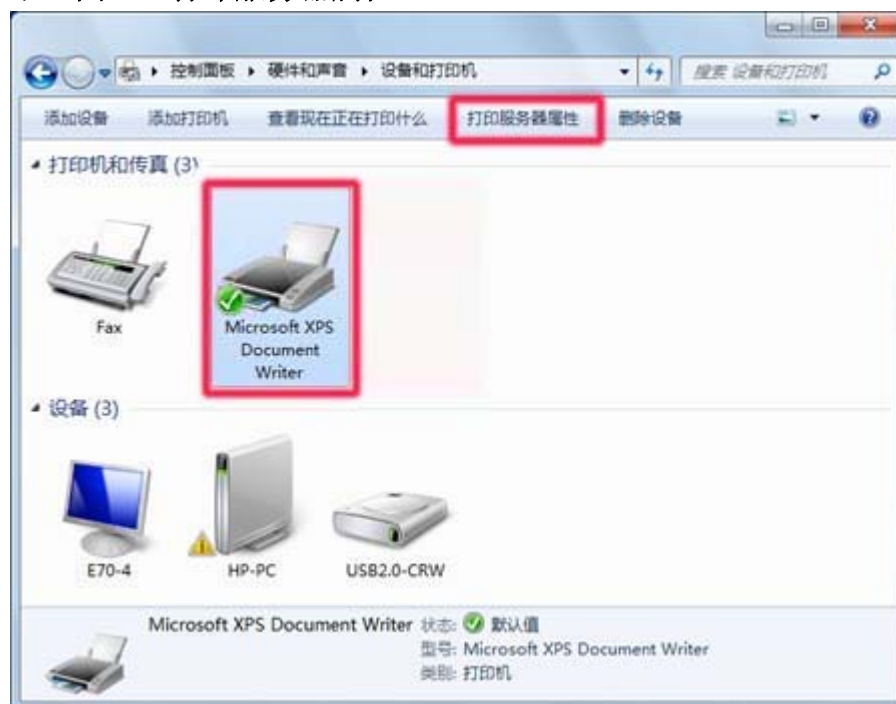 控制面板 ▸ 硬件和声音 ▸ 设备和打印机
搜索 设备和打印机
添加设备 添加打印机 查看现在正在打印什么 打印服务器属性 删除设备
打印机和传真 (3)
Fax
Microsoft XPS
Document
Writer
设备 (3)
E70-4
HP-PC
USB2.0-CRW
Microsoft XPS Document Writer 状态: 默认值
型号: Microsoft XPS Document Writer
类别: 打印机